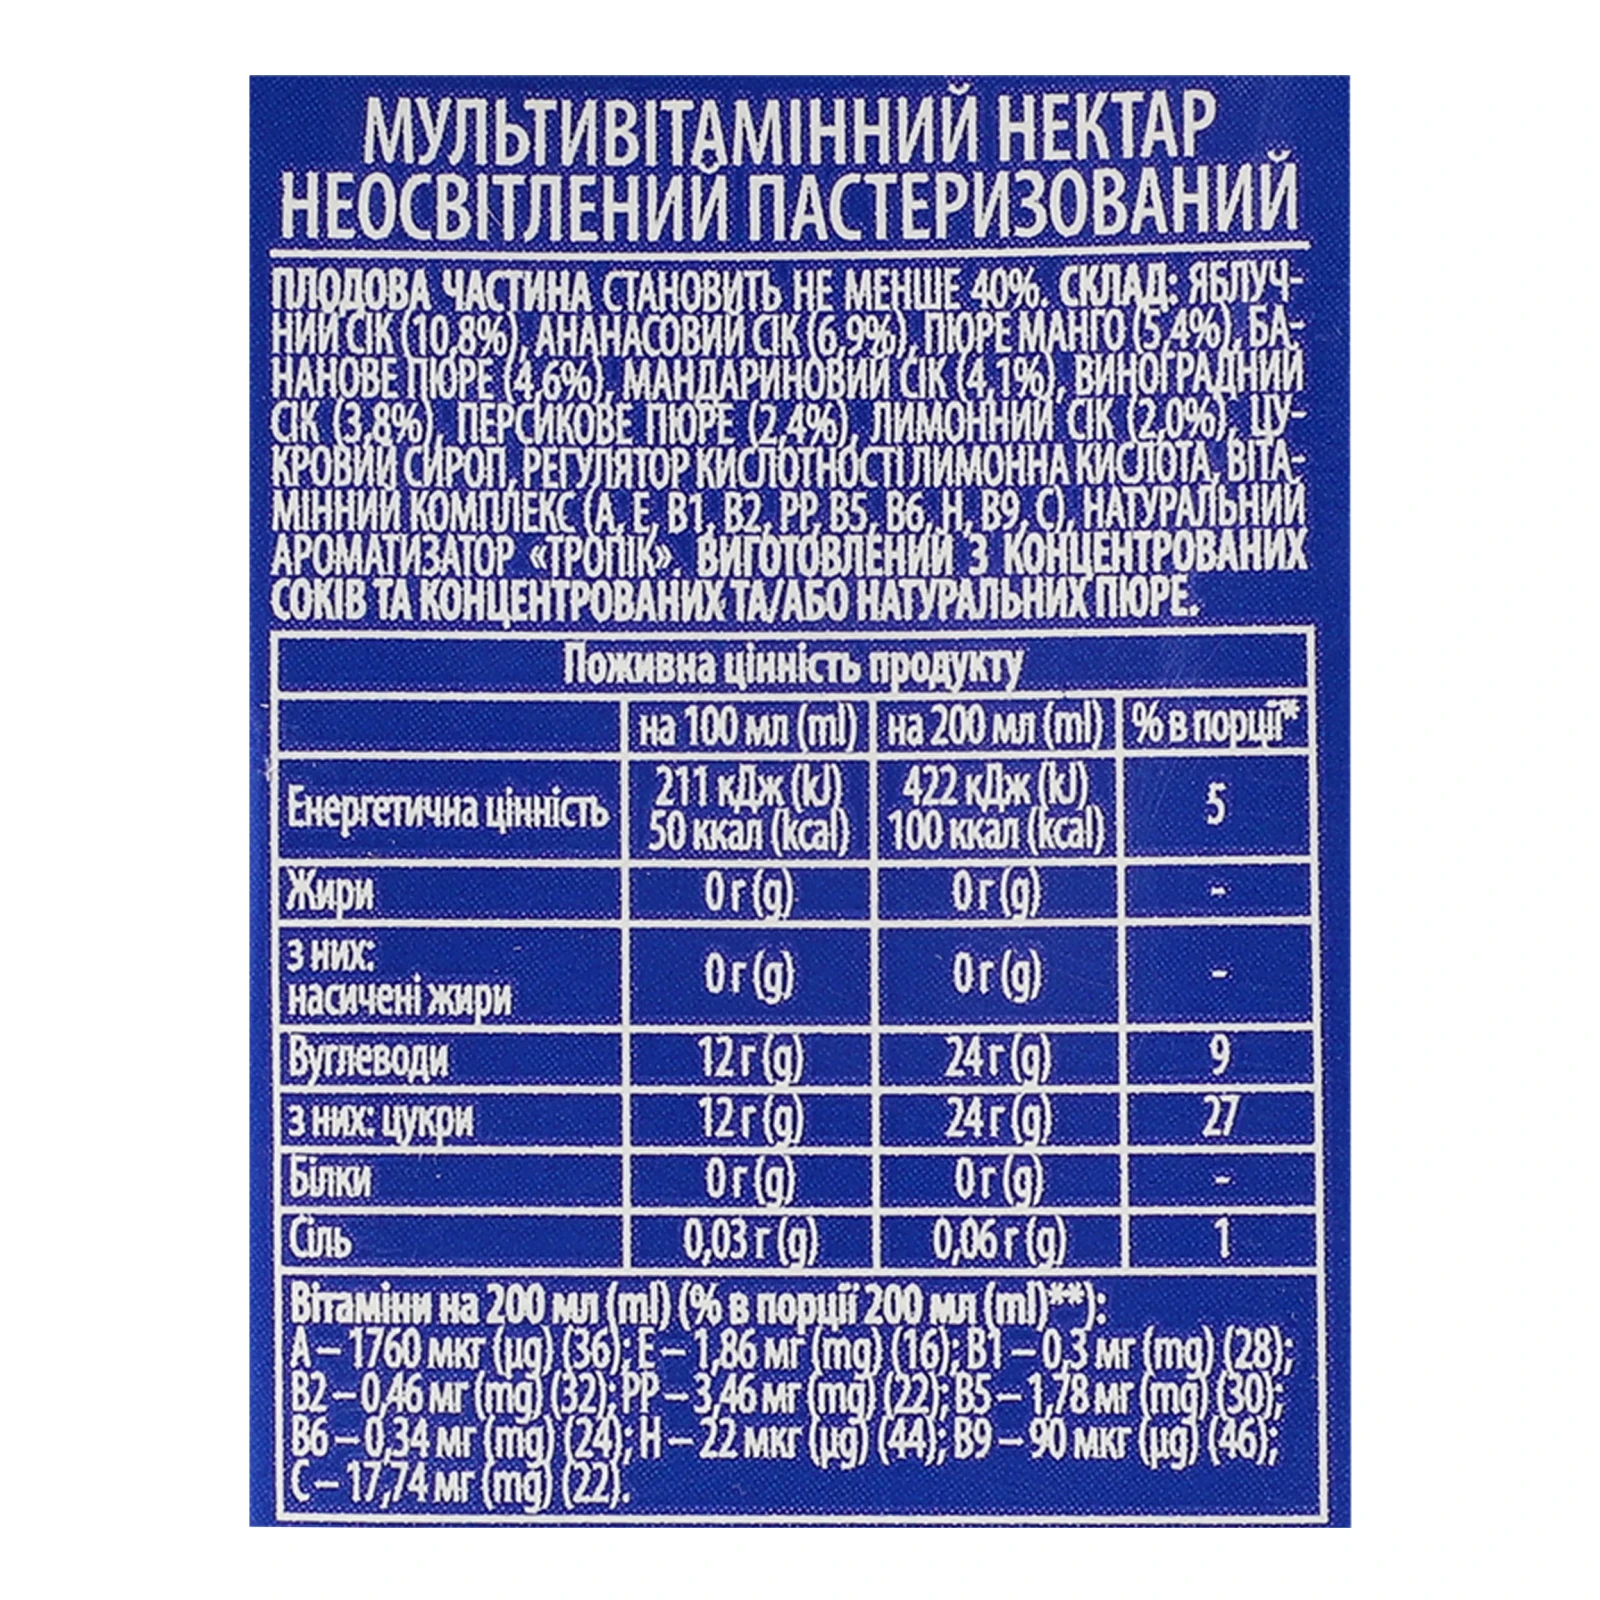 МУЛЬТИВІТАМІННИЙ НЕКТАР
НЕОСВІТЛЕНИЙ ПАСТЕРИЗОВАНИЙ
ПЛОДОВА ЧАСТИНА СТАНОВИТЬ НЕ МЕНШЕ 40%. СКЛАД: ЯБЛУЧ-
НИЙ СІК (10,8%), АНАНАСОВИЙ СІК (6,9%), ПЮРЕ МАНГО (5,4%), БА-
НАНОВЕ ПЮРЕ (4,6%), МАНДАРИНОВИЙ СІК (4,1%), ВИНОГРАДНИЙ
СІК (3,8%), ПЕРСИКОВЕ ПЮРЕ (2,4%), ЛИМОННИЙ СІК (2,0%), ЦУ-
КРОВИЙ СИРОП, РЕГУЛЯТОР КИСЛОТНОСТІ ЛИМОННА КИСЛОТА, ВІТА-
МІННИЙ КОМПЛЕКС (А, Е, В1, В2, РР, В5, В6, Н, В9, С), НАТУРАЛЬНИЙ
АРОМАТИЗАТОР «ТРОПІК». ВИГОТОВЛЕНИЙ З КОНЦЕНТРОВАНИХ
СОКІВ ТА КОНЦЕНТРОВАНИХ ТА/АБО НАТУРАЛЬНИХ ПЮРЕ.
Поживна цінність продукту
на 100 мл (ml) на 200 мл (ml) % в порції*
Енергетична цінність 211 кДж (kJ) 50 ккал (kcal) 422 кДж (kJ) 100 ккал (kcal) 5
Жири 0 г (g) 0 г (g) -
з них:
насичені жири 0 г (g) 0 г (g) -
Вуглеводи 12 г (g) 24 г (g) 9
з них: цукри 12 г (g) 24 г (g) 27
Білки 0 г (g) 0 г (g) -
Сіль 0,03 г (g) 0,06 г (g) 1
Вітаміни на 200 мл (ml) (% в порції 200 мл (ml)**):
А – 1760 мкг (µg) (36); Е – 1,86 мг (mg) (16); В1 – 0,3 мг (mg) (28);
В2 – 0,46 мг (mg) (32); РР – 3,46 мг (mg) (22); В5 – 1,78 мг (mg) (30);
В6 – 0,34 мг (mg) (24); Н – 22 мкг (µg) (44); В9 – 90 мкг (µg) (46);
С – 17,74 мг (mg) (22).